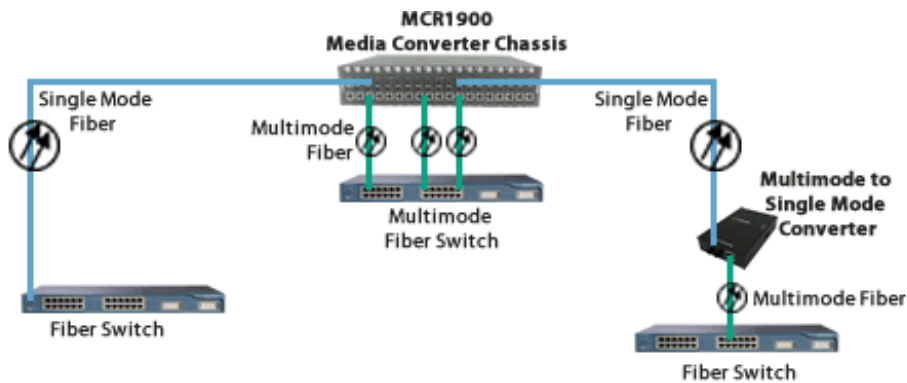 MCR1900
Media Converter Chassis
Single Mode
Fiber
Single Mode
Fiber
Multimode
Fiber
Multimode
Fiber Switch
Multimode to
Single Mode
Converter
Multimode Fiber
Fiber Switch
Fiber Switch